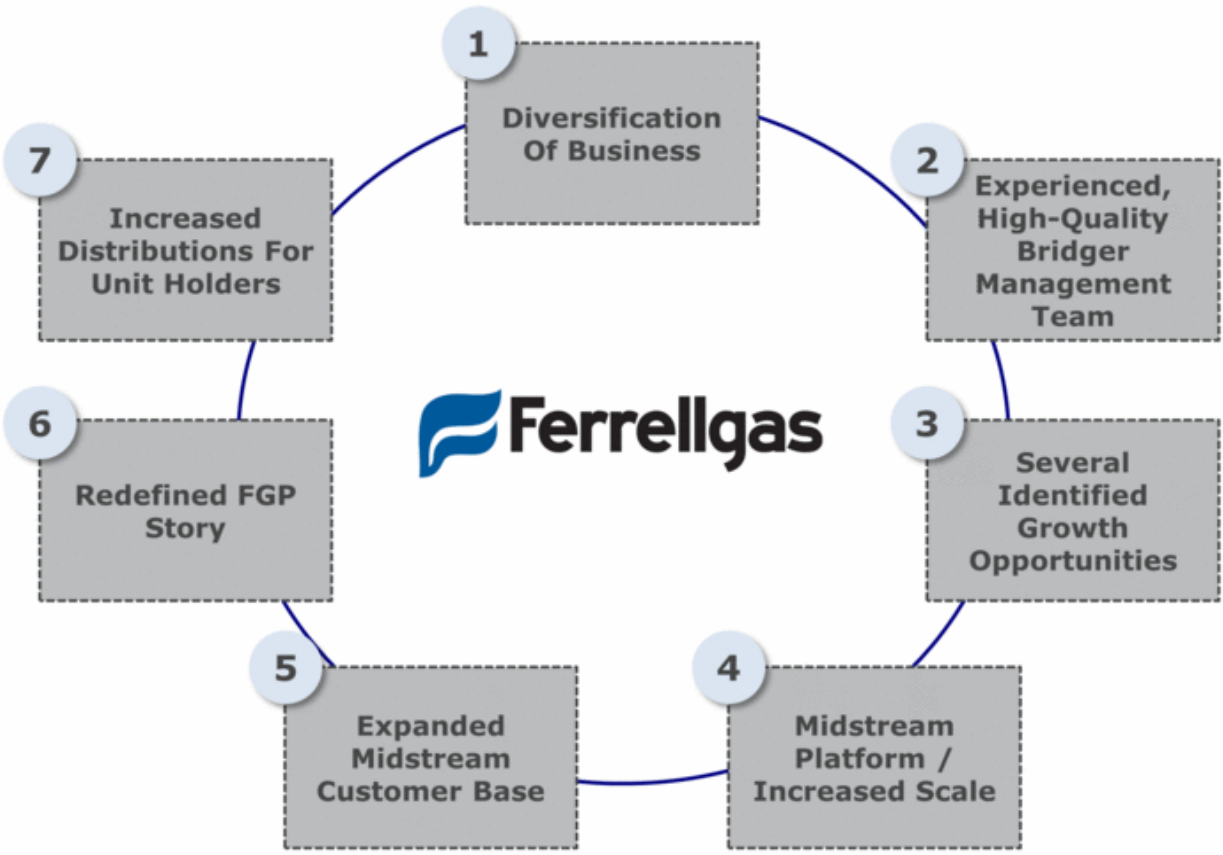 1
Diversification
Of Business
2
Experienced,
High-Quality
Bridger
Management
Team
3
Several
Identified
Growth
Opportunities
4
Midstream
Platform /
Increased Scale
5
Expanded
Midstream
Customer Base
6
Redefined FGP
Story
7
Increased
Distributions For
Unit Holders
Ferrellgas